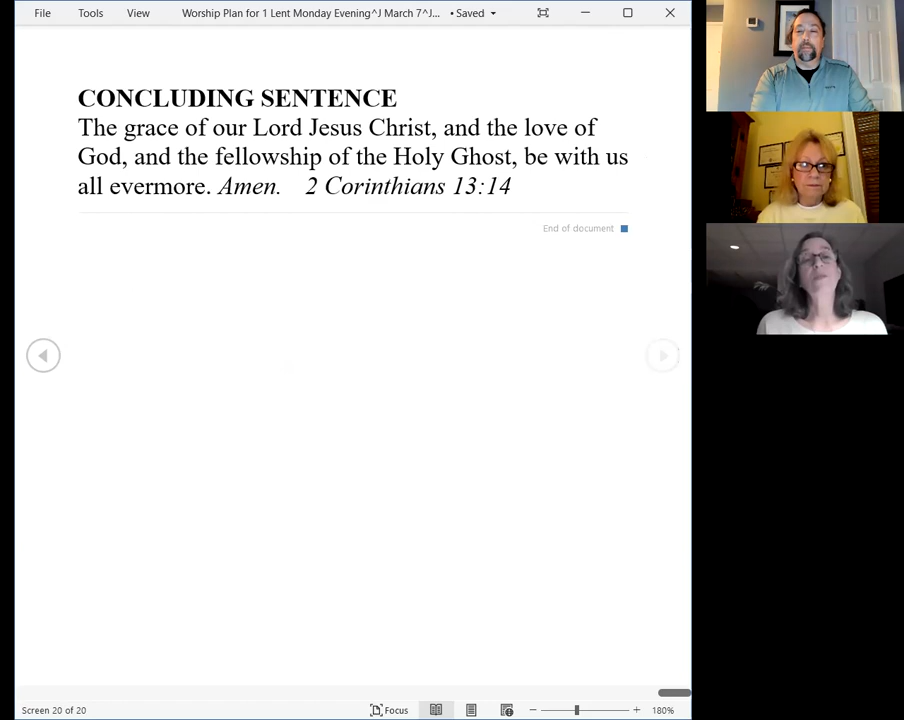 File Tools View Worship Plan for 1 Lent Monday Evening^J March 7^J... • Saved
CONCLUDING SENTENCE
The grace of our Lord Jesus Christ, and the love of
God, and the fellowship of the Holy Ghost, be with us
all evermore. Amen. 2 Corinthians 13:14
End of document
Screen 20 of 20 Focus 180%